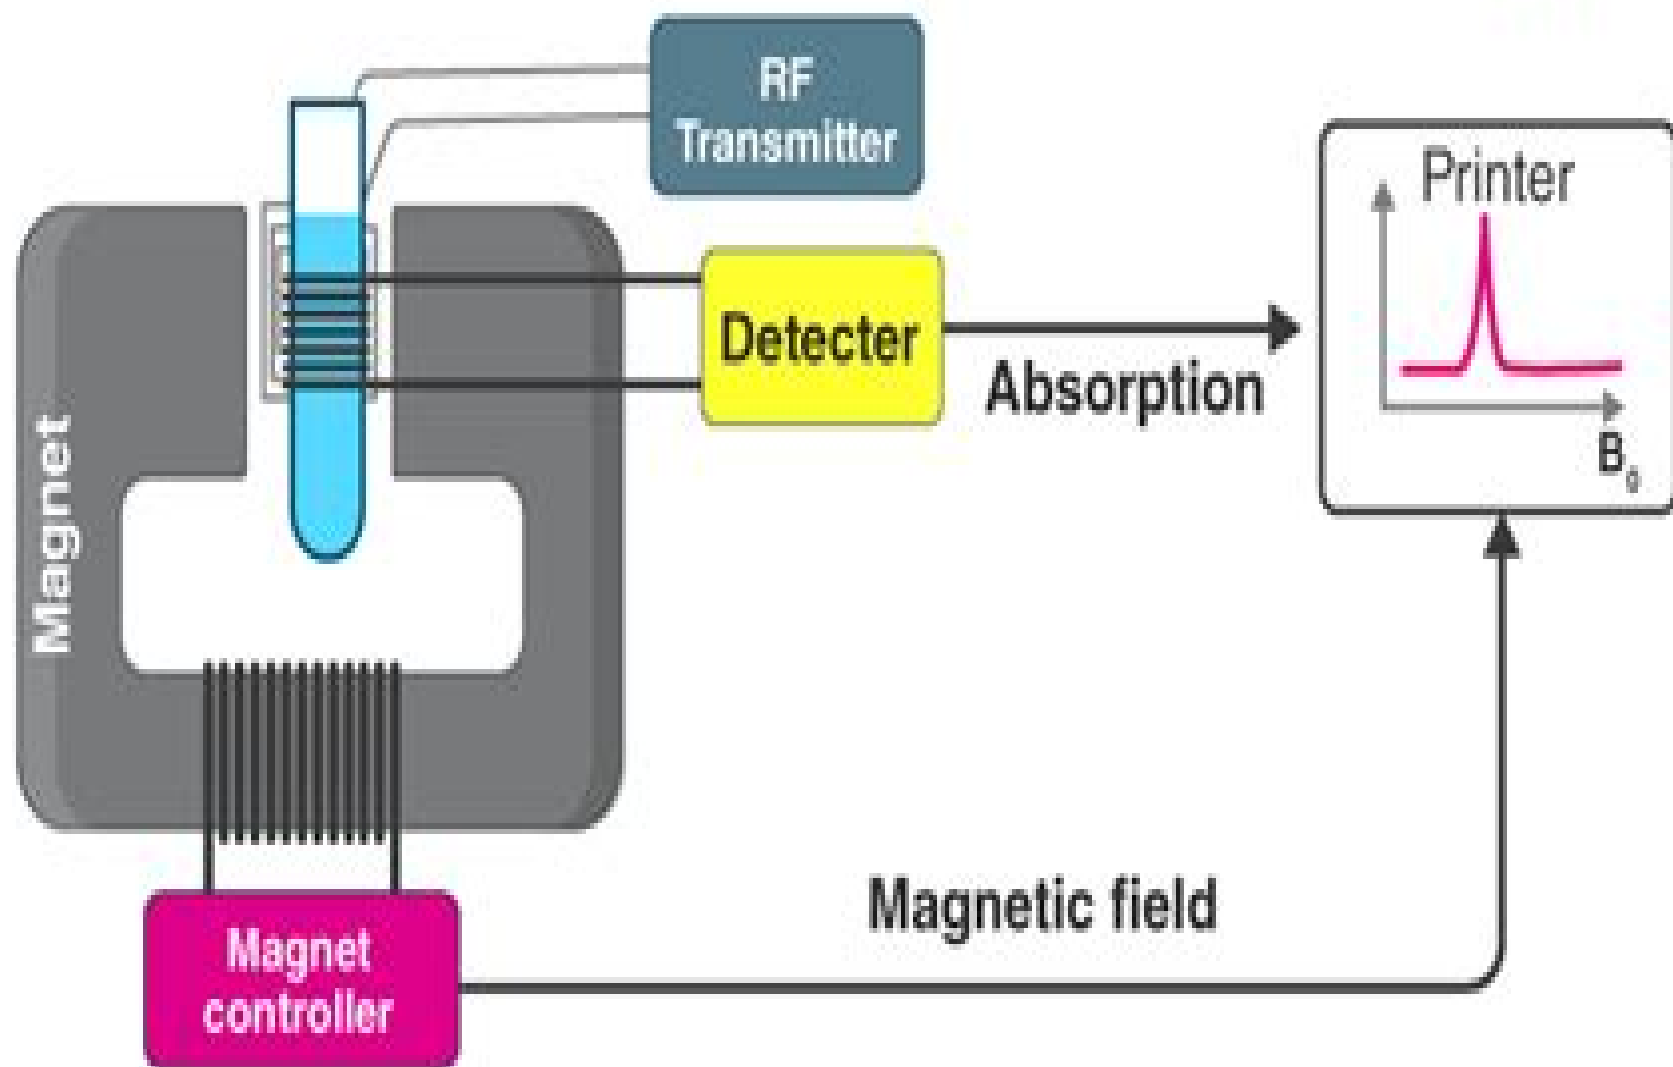 RF
Transmitter
Printer
Detecter
Absorption
B₀
Magnet
Magnetic field
Magnet
controller